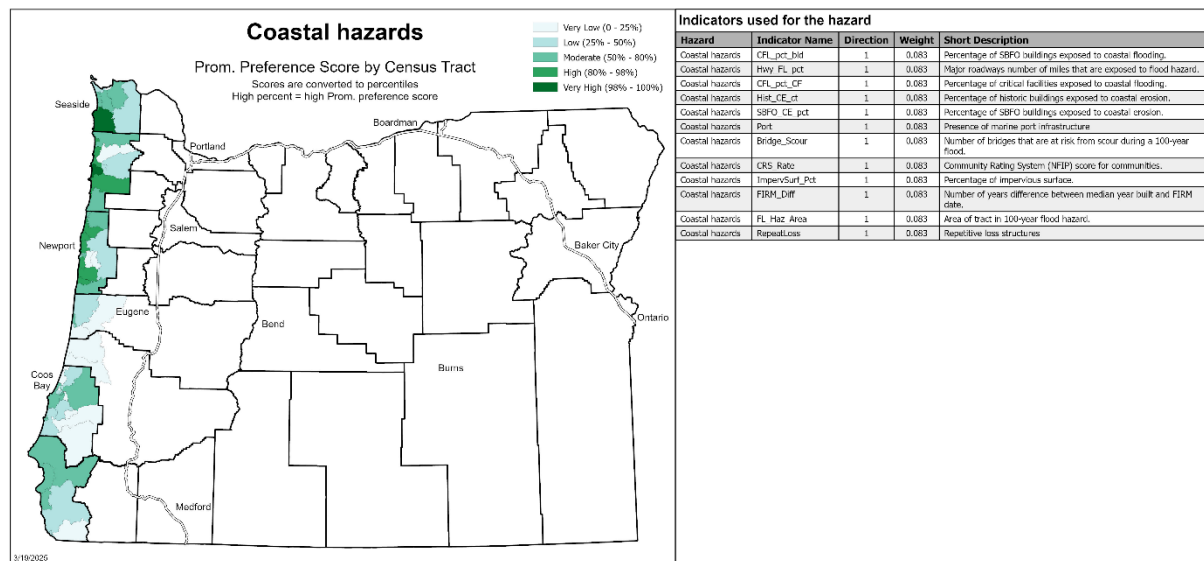 Coastal hazards
Prom. Preference Score by Census Tract
Scores are converted to percentiles
High percent = high Prom. preference score
Very Low (0 - 25%)
Low (25% - 50%)
Moderate (50% - 80%)
High (80% - 98%)
Very High (98% - 100%)
Seaside
Portland
Boardman
Salem
Newport
Baker City
Eugene
Bend
Ontario
Coos
Bay
Burns
Medford
3/19/2025
Indicators used for the hazard
Hazard Indicator Name Direction Weight Short Description
Coastal hazards CFL_pct_bld 1 0.083 Percentage of SBFO buildings exposed to coastal flooding.
Coastal hazards Hwy_FL_pct 1 0.083 Major roadways number of miles that are exposed to flood hazard.
Coastal hazards CFL_pct_CF 1 0.083 Percentage of critical facilities exposed to coastal flooding.
Coastal hazards Hist_CE_ct 1 0.083 Percentage of historic buildings exposed to coastal erosion.
Coastal hazards SBFO_CE_pct 1 0.083 Percentage of SBFO buildings exposed to coastal erosion.
Coastal hazards Port 1 0.083 Presence of marine port infrastructure
Coastal hazards Bridge_Scour 1 0.083 Number of bridges that are at risk from scour during a 100-year
flood.
Coastal hazards CRS_Rate 1 0.083 Community Rating System (NFIP) score for communities.
Coastal hazards ImpervSurf_Pct 1 0.083 Percentage of impervious surface.
Coastal hazards FIRM_Diff 1 0.083 Number of years difference between median year built and FIRM
date.
Coastal hazards FL_Haz_Area 1 0.083 Area of tract in 100-year flood hazard.
Coastal hazards RepeatLoss 1 0.083 Repetitive loss structures